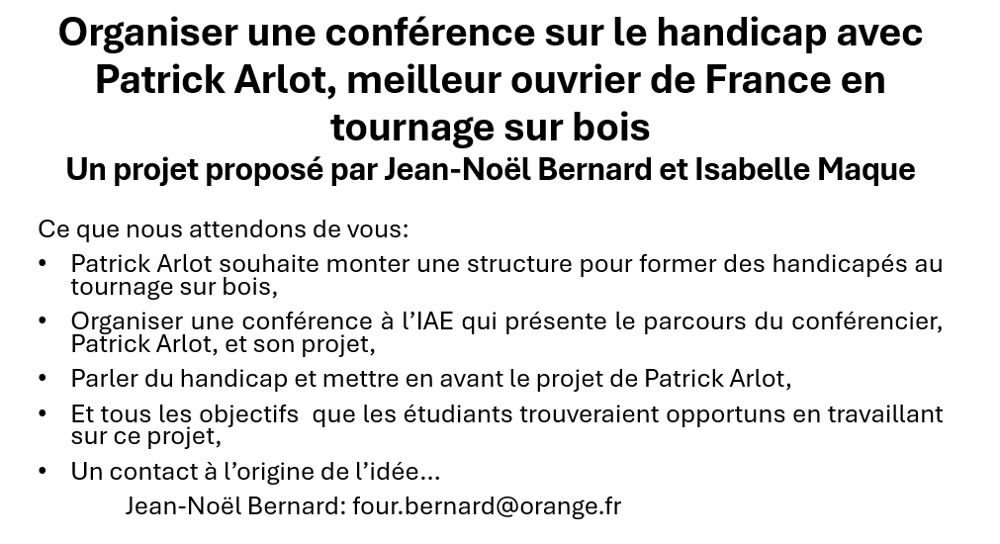 Organiser une conférence sur le handicap avec
Patrick Arlot, meilleur ouvrier de France en
tournage sur bois
Un projet proposé par Jean-Noël Bernard et Isabelle Maque
Ce que nous attendons de vous:
• Patrick Arlot souhaite monter une structure pour former des handicapés au
tournage sur bois,
• Organiser une conférence à l’IAE qui présente le parcours du conférencier,
Patrick Arlot, et son projet,
• Parler du handicap et mettre en avant le projet de Patrick Arlot,
• Et tous les objectifs  que les étudiants trouveraient opportuns en travaillant
sur ce projet,
• Un contact à l’origine de l’idée…
Jean-Noël Bernard: four.bernard@orange.fr